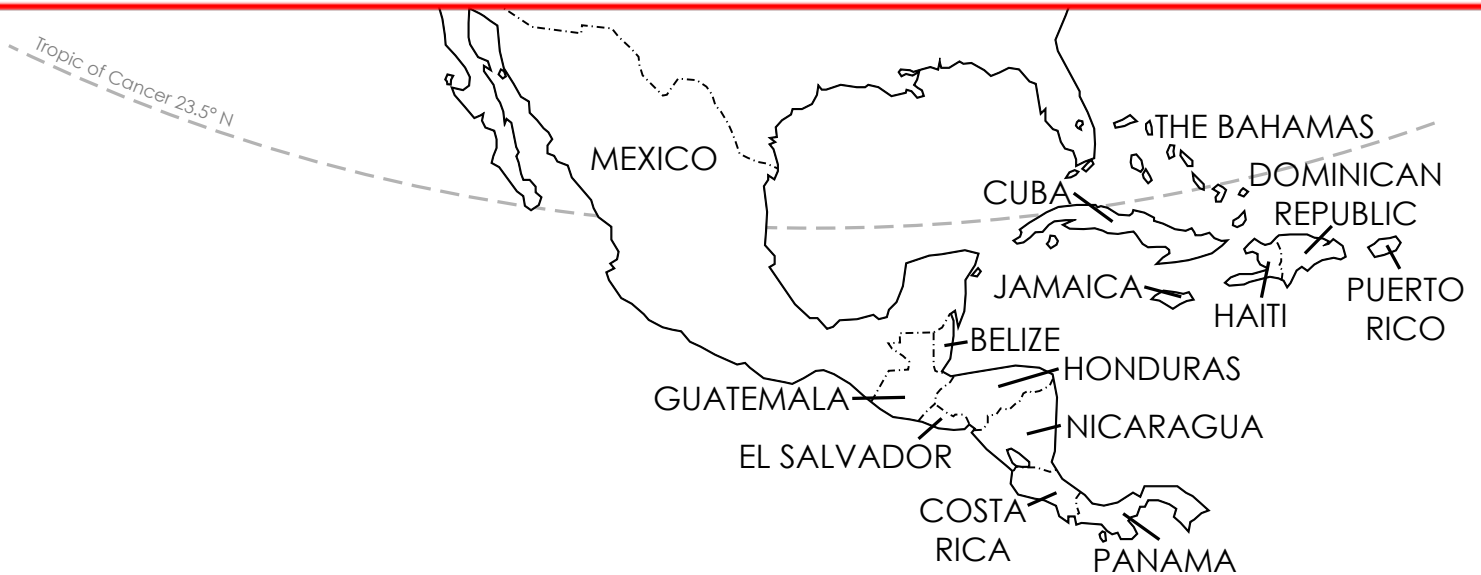 Tropic of Cancer 23.5° N
MEXICO
THE BAHAMAS
CUBA
DOMINICAN
REPUBLIC
JAMAICA
HAITI
PUERTO
RICO
BELIZE
HONDURAS
GUATEMALA
NICARAGUA
EL SALVADOR
COSTA
RICA
PANAMA